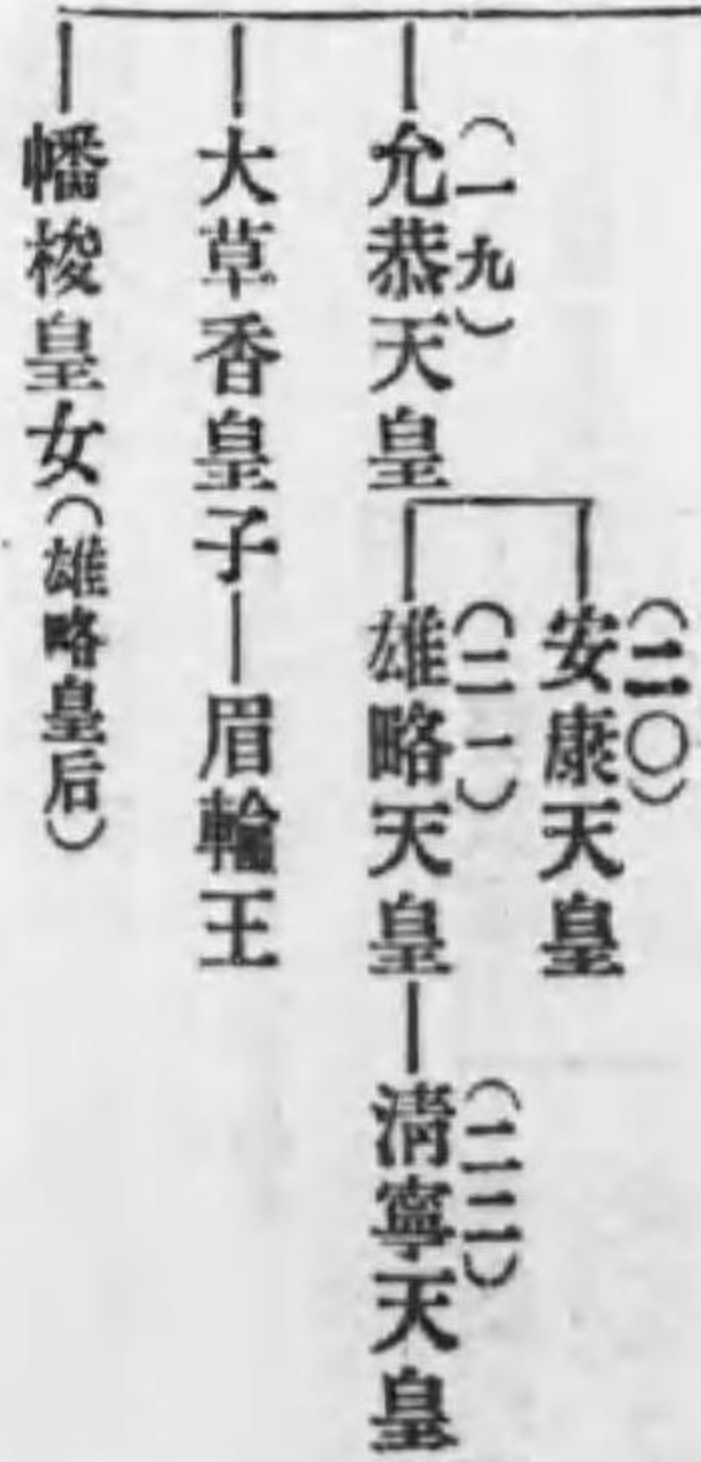 （二〇）
安康天皇
（一九）
允恭天皇
（二一）
雄略天皇
（二二）
淸寧天皇
大草香皇子
眉輪王
幡梭皇女（雄略皇后）